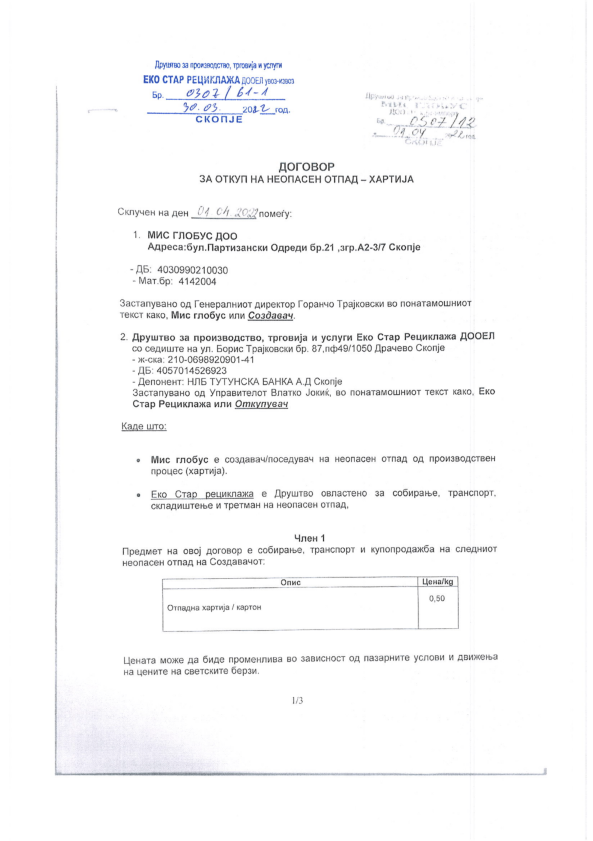 Друштво за производство, трговија и услуги
ЕКО СТАР РЕЦИКЛАЖА ДООЕЛ увоз-извоз
Бр. 0307/61-1
30.03. 2022 год.
СКОПЈЕ
Бр. 0507/12
01.04 2022 год.
СКОПЈЕ
ДОГОВОР
ЗА ОТКУП НА НЕОПАСЕН ОТПАД – ХАРТИЈА
Склучен на ден 01.04.2022 помеѓу:
1. МИС ГЛОБУС ДОО
Адреса:бул.Партизански Одреди бр.21 ,згр.А2-3/7 Скопје
- ДБ: 4030990210030
- Мат.бр: 4142004
Застапувано од Генералниот директор Горанчо Трајковски во понатамошниот
текст како, Мис глобус или Создавач.
2. Друштво за производство, трговија и услуги Еко Стар Рециклажа ДООЕЛ
со седиште на ул. Борис Трајковски бр. 87,пф49/1050 Драчево Скопје
- ж-ска: 210-0698920901-41
- ДБ: 4057014526923
- Депонент: НЛБ ТУТУНСКА БАНКА А.Д Скопје
Застапувано од Управителот Влатко Јокиќ, во понатамошниот текст како, Еко
Стар Рециклажа или Откупувач
Каде што:
• Мис глобус е создавач/поседувач на неопасен отпад од производствен
процес (хартија).
• Еко Стар рециклажа е Друштво овластено за собирање, транспорт,
складиштење и третман на неопасен отпад,
Член 1
Предмет на овој договор е собирање, транспорт и купопродажба на следниот
неопасен отпад на Создавачот:
Опис Цена/kg
Отпадна хартија / картон 0,50
Цената може да биде променлива во зависност од пазарните услови и движења
на цените на светските берзи.
1/3